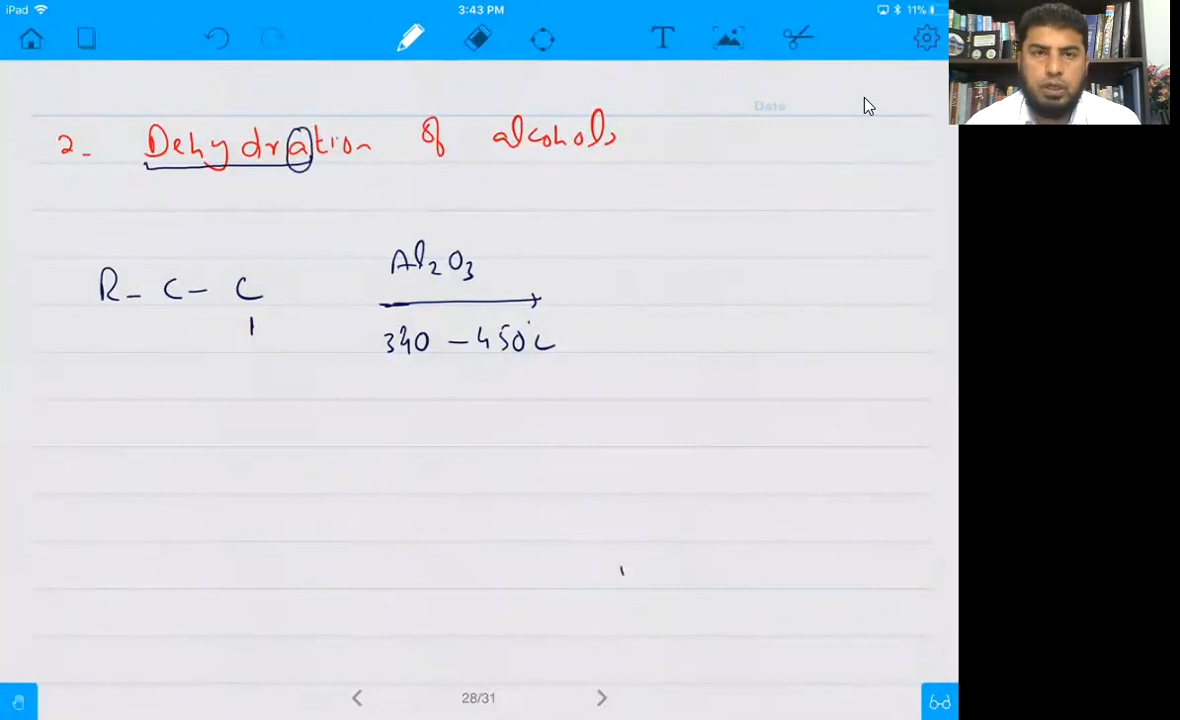 iPad
3:43 PM
11%
T
Date
2- Dehydration of alcohols
Al2O3
R- C- C
340 - 450°C
28/31